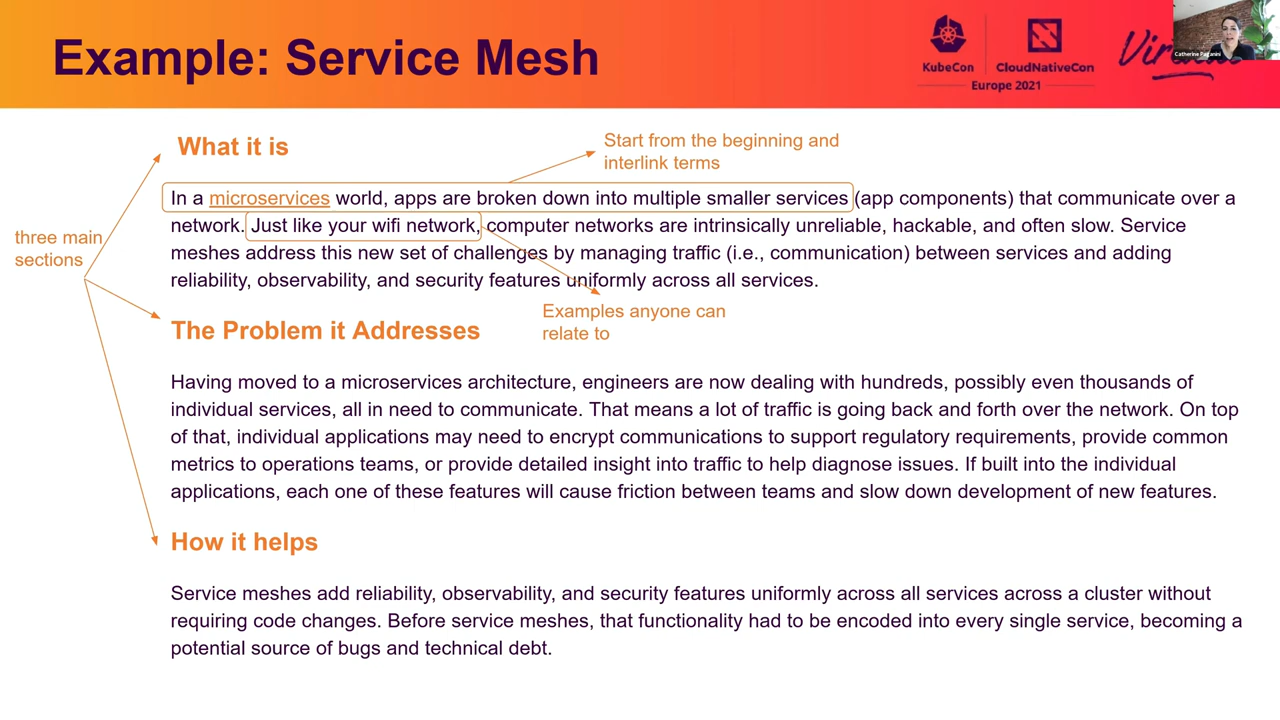 Example: Service Mesh
KubeCon
CloudNativeCon
Europe 2021
Catherine Paganini
What it is
Start from the beginning and
interlink terms
In a microservices world, apps are broken down into multiple smaller services (app components) that communicate over a
network. Just like your wifi network, computer networks are intrinsically unreliable, hackable, and often slow. Service
meshes address this new set of challenges by managing traffic (i.e., communication) between services and adding
reliability, observability, and security features uniformly across all services.
three main
sections
Examples anyone can
relate to
The Problem it Addresses
Having moved to a microservices architecture, engineers are now dealing with hundreds, possibly even thousands of
individual services, all in need to communicate. That means a lot of traffic is going back and forth over the network. On top
of that, individual applications may need to encrypt communications to support regulatory requirements, provide common
metrics to operations teams, or provide detailed insight into traffic to help diagnose issues. If built into the individual
applications, each one of these features will cause friction between teams and slow down development of new features.
How it helps
Service meshes add reliability, observability, and security features uniformly across all services across a cluster without
requiring code changes. Before service meshes, that functionality had to be encoded into every single service, becoming a
potential source of bugs and technical debt.